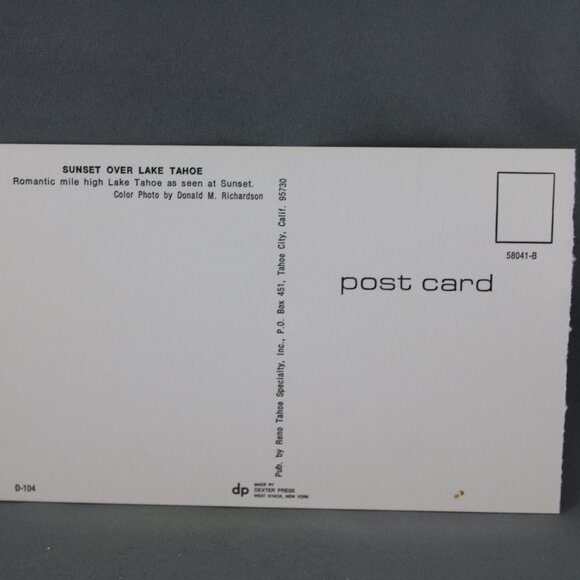 SUNSET OVER LAKE TAHOE
Romantic mile high Lake Tahoe as seen at Sunset.
Color Photo by Donald M. Richardson
D-104
dp
MADE BY
DEXTER PRESS
WEST NYACK, NEW YORK
Pub. by Reno Tahoe Specialty, Inc., P.O. Box 451, Tahoe City, Calif. 95730
58041-B
post card